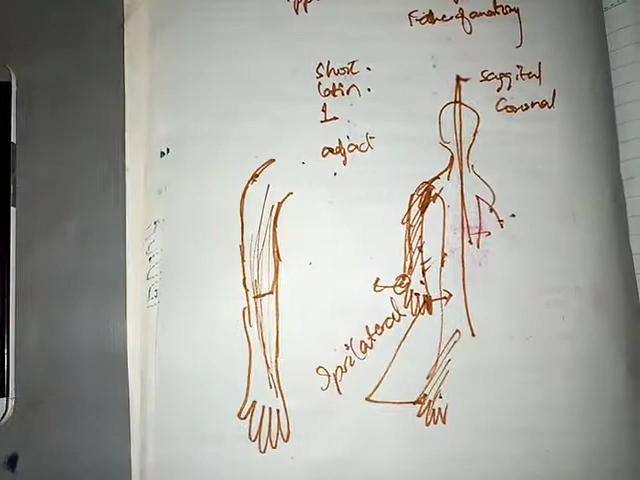 Father of anatomy
short.
latin.
1.
adject
Saggital
Coronal
Ipsilateral